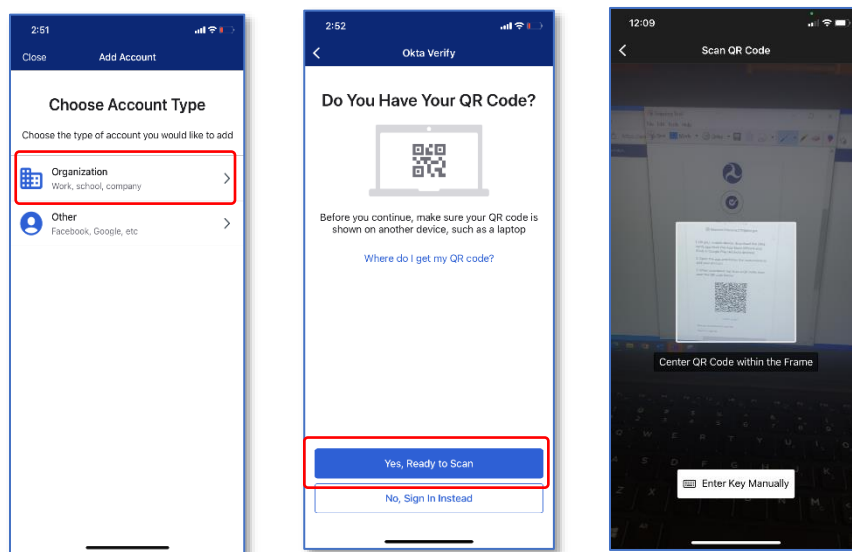 2:51
Close
Add Account
Choose Account Type
Choose the type of account you would like to add
Organization
Work, school, company
Other
Facebook, Google, etc
2:52
Okta Verify
Do You Have Your QR Code?
Before you continue, make sure your QR code is
shown on another device, such as a laptop
Where do I get my QR code?
Yes, Ready to Scan
No, Sign In Instead
12:09
Scan QR Code
Center QR Code within the Frame
Enter Key Manually